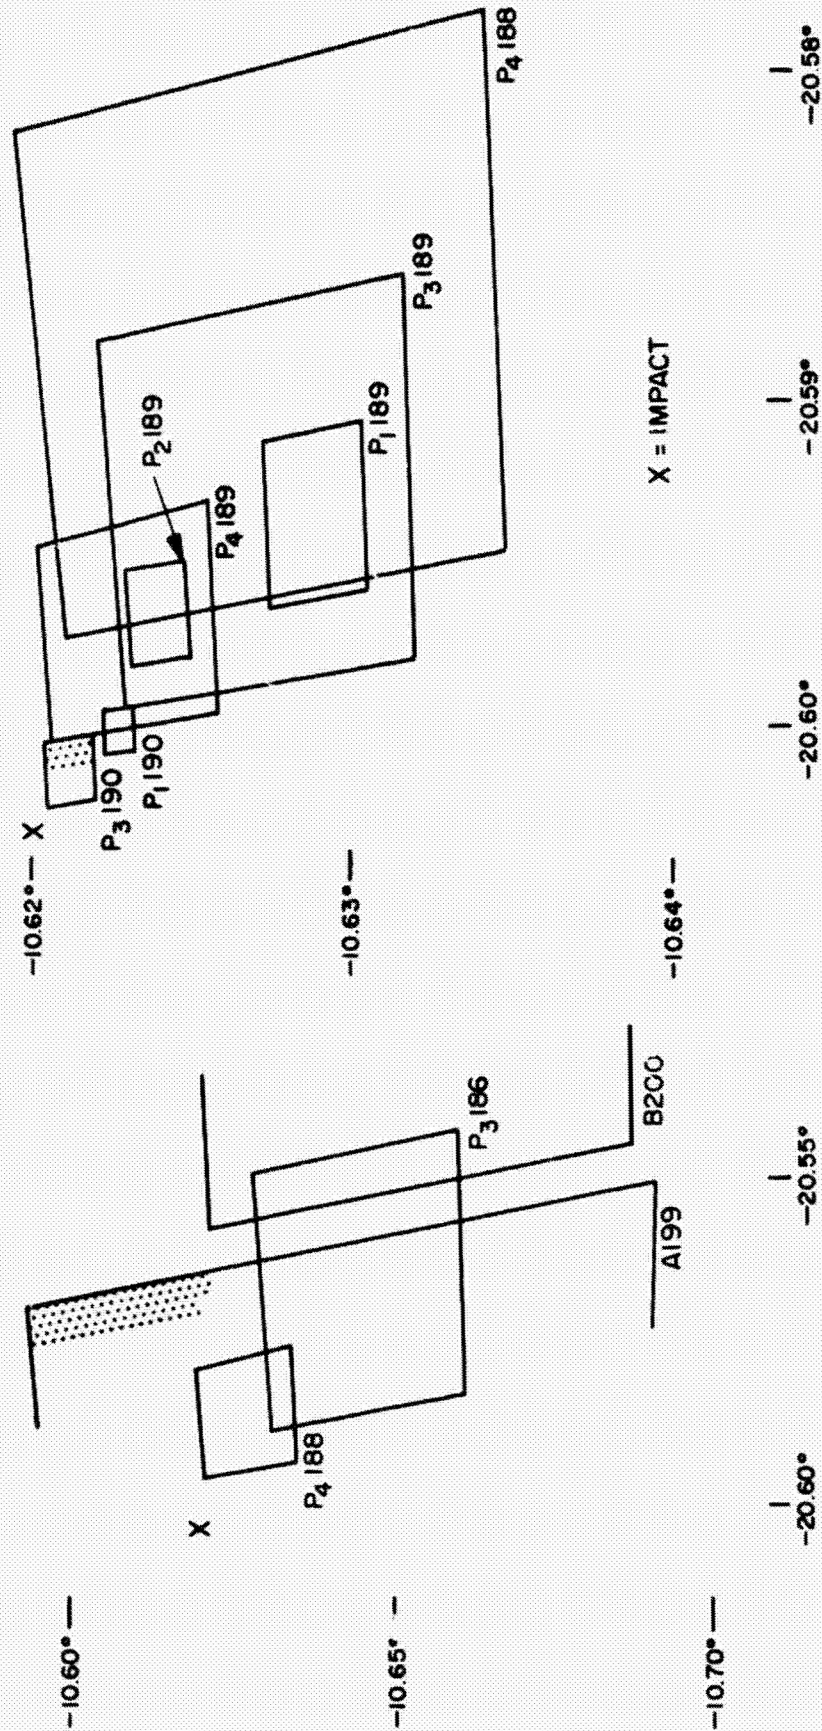 -10.60°
-10.65°
-10.70°
X
P4 188
P3 186
A199
B200
-20.60°
-20.55°
-10.62°
X
-10.63°
-10.64°
P3 190
P1 190
P4 189
P2 189
P1 189
P3 189
P4 188
X = IMPACT
-20.60°
-20.59°
-20.58°